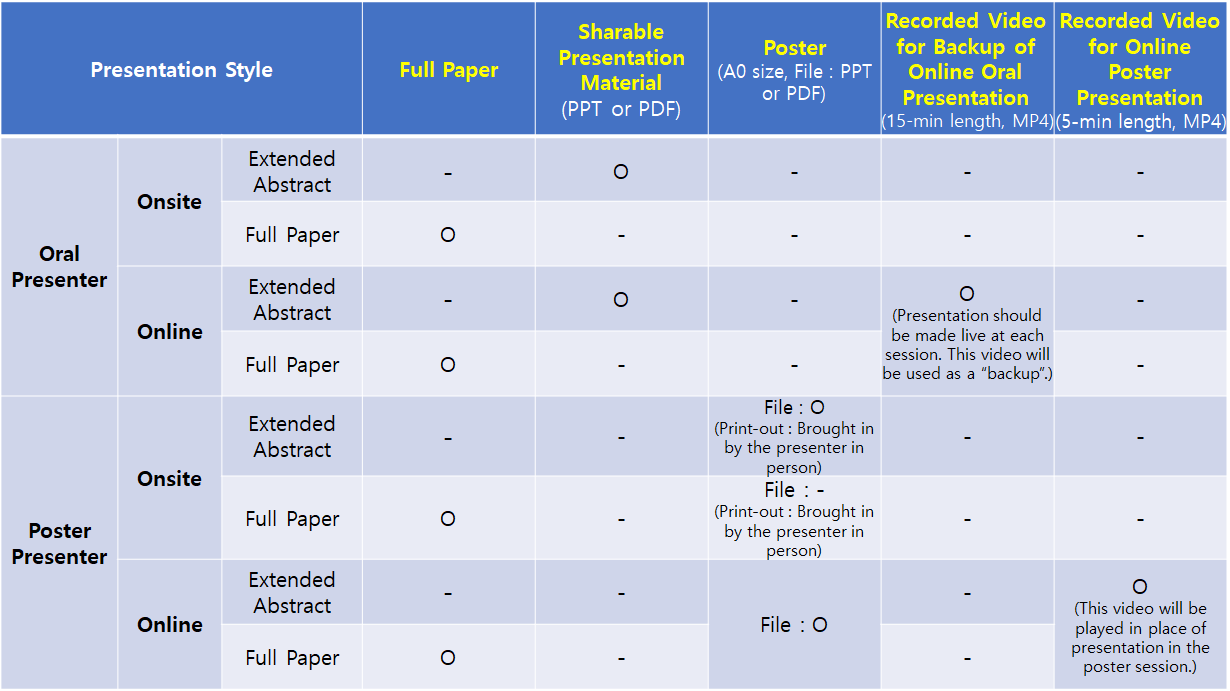 Presentation Style
Full Paper
Sharable
Presentation
Material
(PPT or PDF)
Poster
(A0 size, File : PPT
or PDF)
Recorded Video
for Backup of
Online Oral
Presentation
(15-min length, MP4)
Recorded Video
for Online
Poster
Presentation
(5-min length, MP4)
Oral
Presenter
Onsite
Extended
Abstract
-
O
-
-
-
Full Paper
O
-
-
-
-
Online
Extended
Abstract
-
O
-
O
(Presentation should
be made live at each
session. This video will
be used as a “backup”.)
-
Full Paper
O
-
-
-
Poster
Presenter
Onsite
Extended
Abstract
-
-
File : O
(Print-out : Brought in
by the presenter in
person)
-
-
Full Paper
O
-
File : -
(Print-out : Brought in
by the presenter in
person)
-
-
Online
Extended
Abstract
-
-
File : O
-
O
(This video will be
played in place of
presentation in the
poster session.)
Full Paper
O
-
-